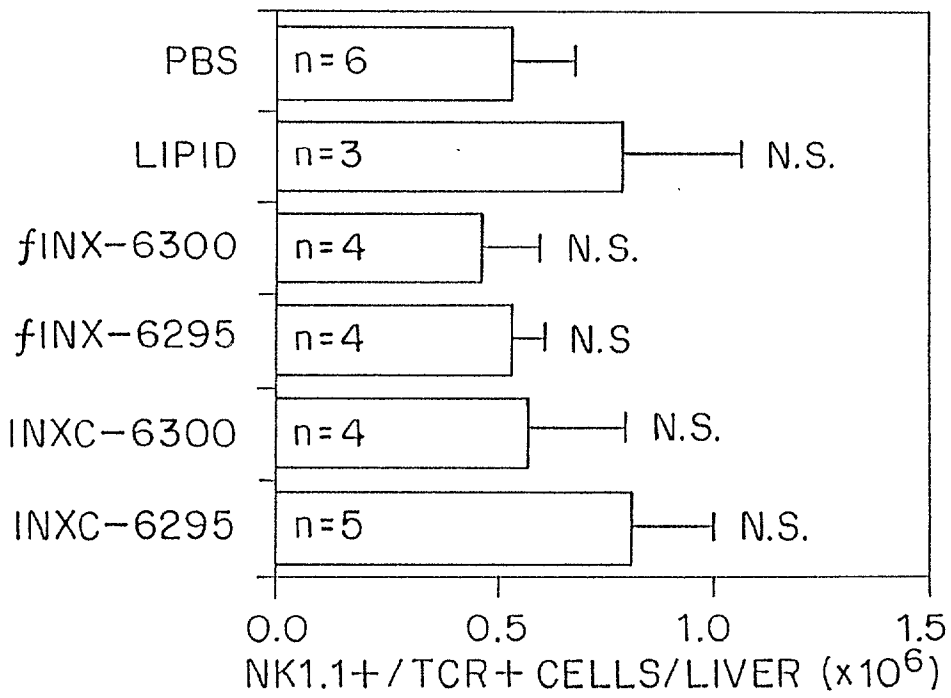 PBS n=6
LIPID n=3 N.S.
fINX-6300 n=4 N.S.
fINX-6295 n=4 N.S
INXC-6300 n=4 N.S.
INXC-6295 n=5 N.S.
0.0 0.5 1.0 1.5
NK1.1+/TCR+ CELLS/LIVER (x10⁶)